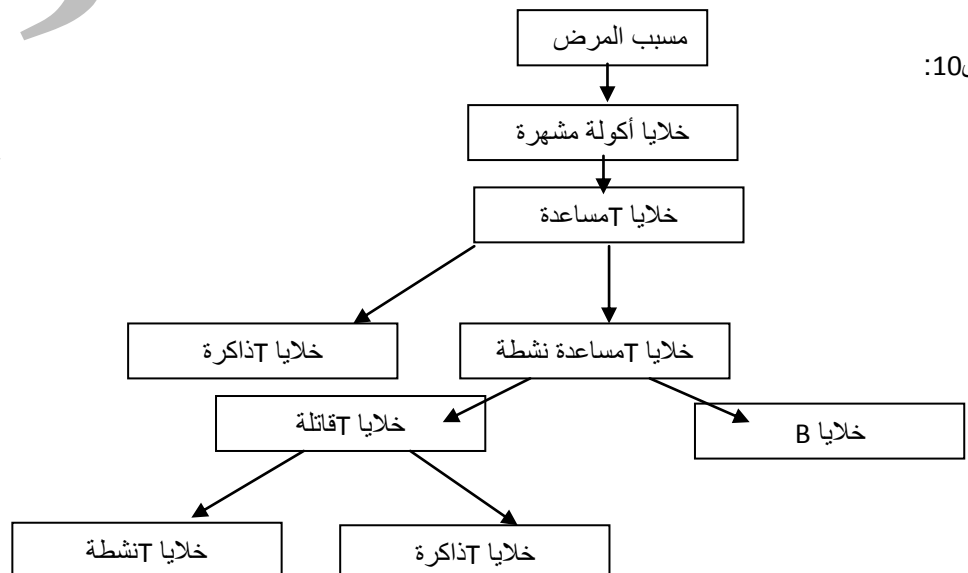 مسبب المرض
س10:
خلايا أكولة مشهرة
خلايا Tمساعدة
خلايا Tمساعدة نشطة
خلايا Tذاكرة
خلايا B
خلايا Tقاتلة
خلايا Tذاكرة
خلايا Tنشطة